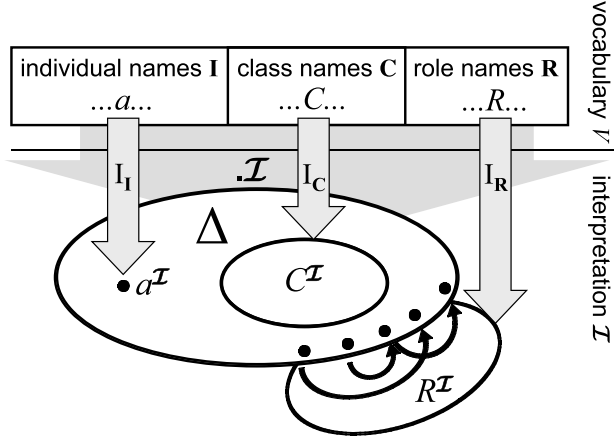 individual names I
class names C
role names R
...a...
...C...
...R...
vocabulary V
I_I
.ℐ
I_C
I_R
interpretation ℐ
Δ
a^ℐ
C^ℐ
R^ℐ